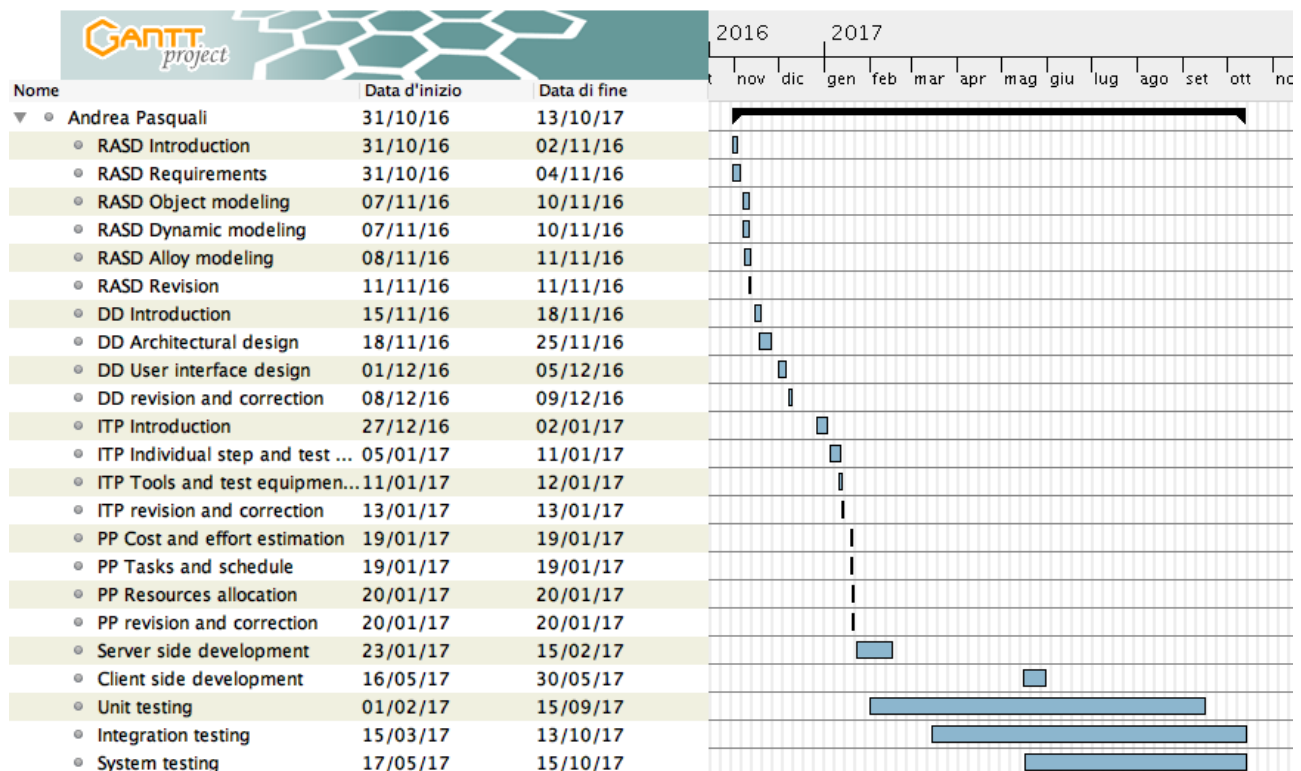 GANTT
project
2016 2017
t nov dic gen feb mar apr mag giu lug ago set ott no
Nome Data d'inizio Data di fine
Andrea Pasquali 31/10/16 13/10/17
RASD Introduction 31/10/16 02/11/16
RASD Requirements 31/10/16 04/11/16
RASD Object modeling 07/11/16 10/11/16
RASD Dynamic modeling 07/11/16 10/11/16
RASD Alloy modeling 08/11/16 11/11/16
RASD Revision 11/11/16 11/11/16
DD Introduction 15/11/16 18/11/16
DD Architectural design 18/11/16 25/11/16
DD User interface design 01/12/16 05/12/16
DD revision and correction 08/12/16 09/12/16
ITP Introduction 27/12/16 02/01/17
ITP Individual step and test ... 05/01/17 11/01/17
ITP Tools and test equipmen... 11/01/17 12/01/17
ITP revision and correction 13/01/17 13/01/17
PP Cost and effort estimation 19/01/17 19/01/17
PP Tasks and schedule 19/01/17 19/01/17
PP Resources allocation 20/01/17 20/01/17
PP revision and correction 20/01/17 20/01/17
Server side development 23/01/17 15/02/17
Client side development 16/05/17 30/05/17
Unit testing 01/02/17 15/09/17
Integration testing 15/03/17 13/10/17
System testing 17/05/17 15/10/17